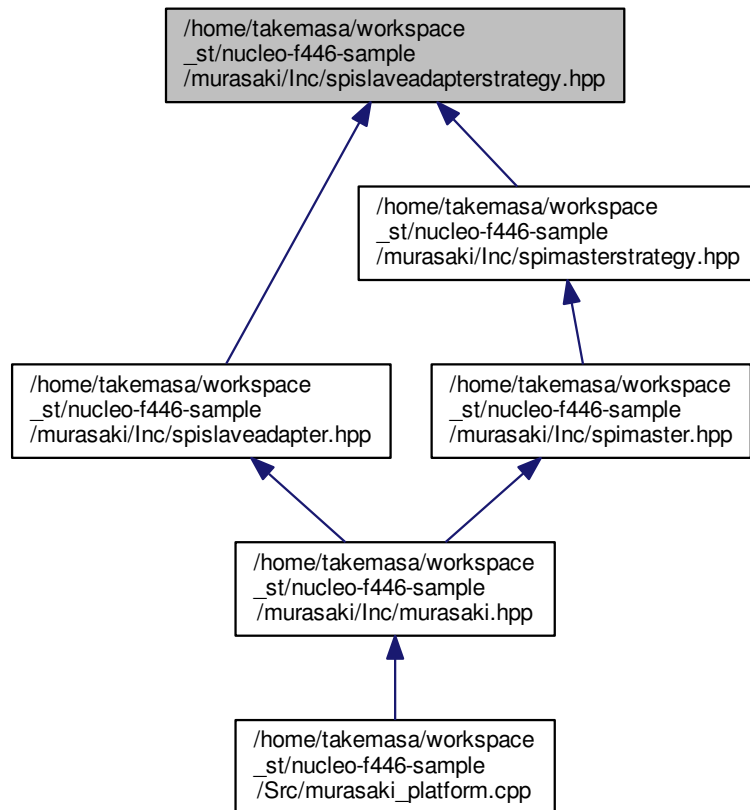 /home/takemasa/workspace
_st/nucleo-f446-sample
/murasaki/Inc/spislaveadapterstrategy.hpp
/home/takemasa/workspace
_st/nucleo-f446-sample
/murasaki/Inc/spimasterstrategy.hpp
/home/takemasa/workspace
_st/nucleo-f446-sample
/murasaki/Inc/spislaveadapter.hpp
/home/takemasa/workspace
_st/nucleo-f446-sample
/murasaki/Inc/spimaster.hpp
/home/takemasa/workspace
_st/nucleo-f446-sample
/murasaki/Inc/murasaki.hpp
/home/takemasa/workspace
_st/nucleo-f446-sample
/Src/murasaki_platform.cpp